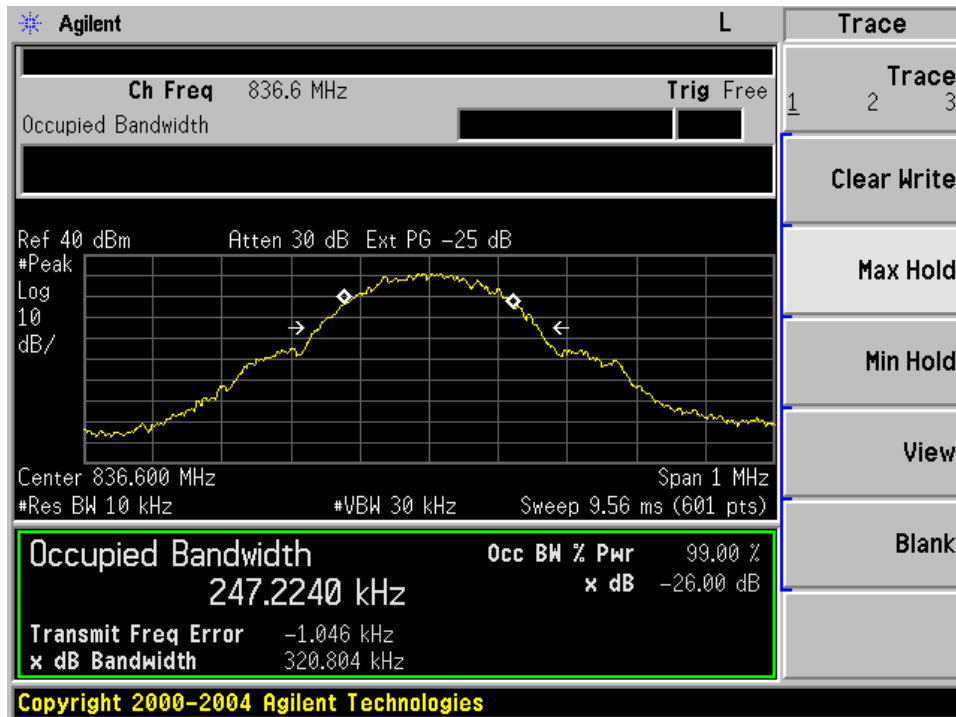 Agilent L Trace
Ch Freq 836.6 MHz Trig Free
Occupied Bandwidth
Trace
1 2 3
Clear Write
Ref 40 dBm Atten 30 dB Ext PG -25 dB
#Peak
Log
10
dB/
Max Hold
Min Hold
View
Center 836.600 MHz Span 1 MHz
#Res BW 10 kHz #VBW 30 kHz Sweep 9.56 ms (601 pts)
Blank
Occupied Bandwidth Occ BW % Pwr 99.00 %
247.2240 kHz x dB -26.00 dB
Transmit Freq Error -1.046 kHz
x dB Bandwidth 320.804 kHz
Copyright 2000-2004 Agilent Technologies